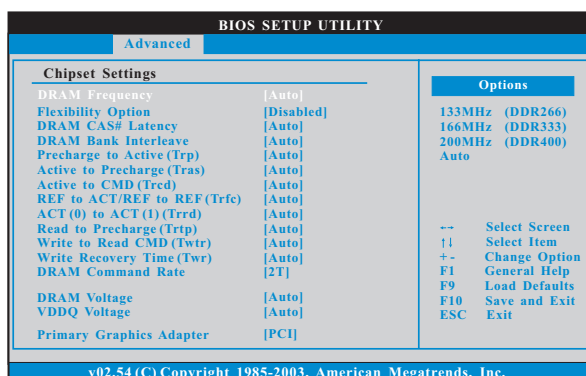 BIOS SETUP UTILITY
Advanced
Chipset Settings
DRAM Frequency [Auto]
Flexibility Option [Disabled]
DRAM CAS# Latency [Auto]
DRAM Bank Interleave [Auto]
Precharge to Active (Trp) [Auto]
Active to Precharge (Tras) [Auto]
Active to CMD (Trcd) [Auto]
REF to ACT/REF to REF (Trfc) [Auto]
ACT (0) to ACT (1) (Trrd) [Auto]
Read to Precharge (Trtp) [Auto]
Write to Read CMD (Twtr) [Auto]
Write Recovery Time (Twr) [Auto]
DRAM Command Rate [2T]
DRAM Voltage [Auto]
VDDQ Voltage [Auto]
Primary Graphics Adapter [PCI]
Options
133MHz (DDR266)
166MHz (DDR333)
200MHz (DDR400)
Auto
←→ Select Screen
↑↓ Select Item
+ - Change Option
F1 General Help
F9 Load Defaults
F10 Save and Exit
ESC Exit
v02.54 (C) Copyright 1985-2003, American Megatrends, Inc.